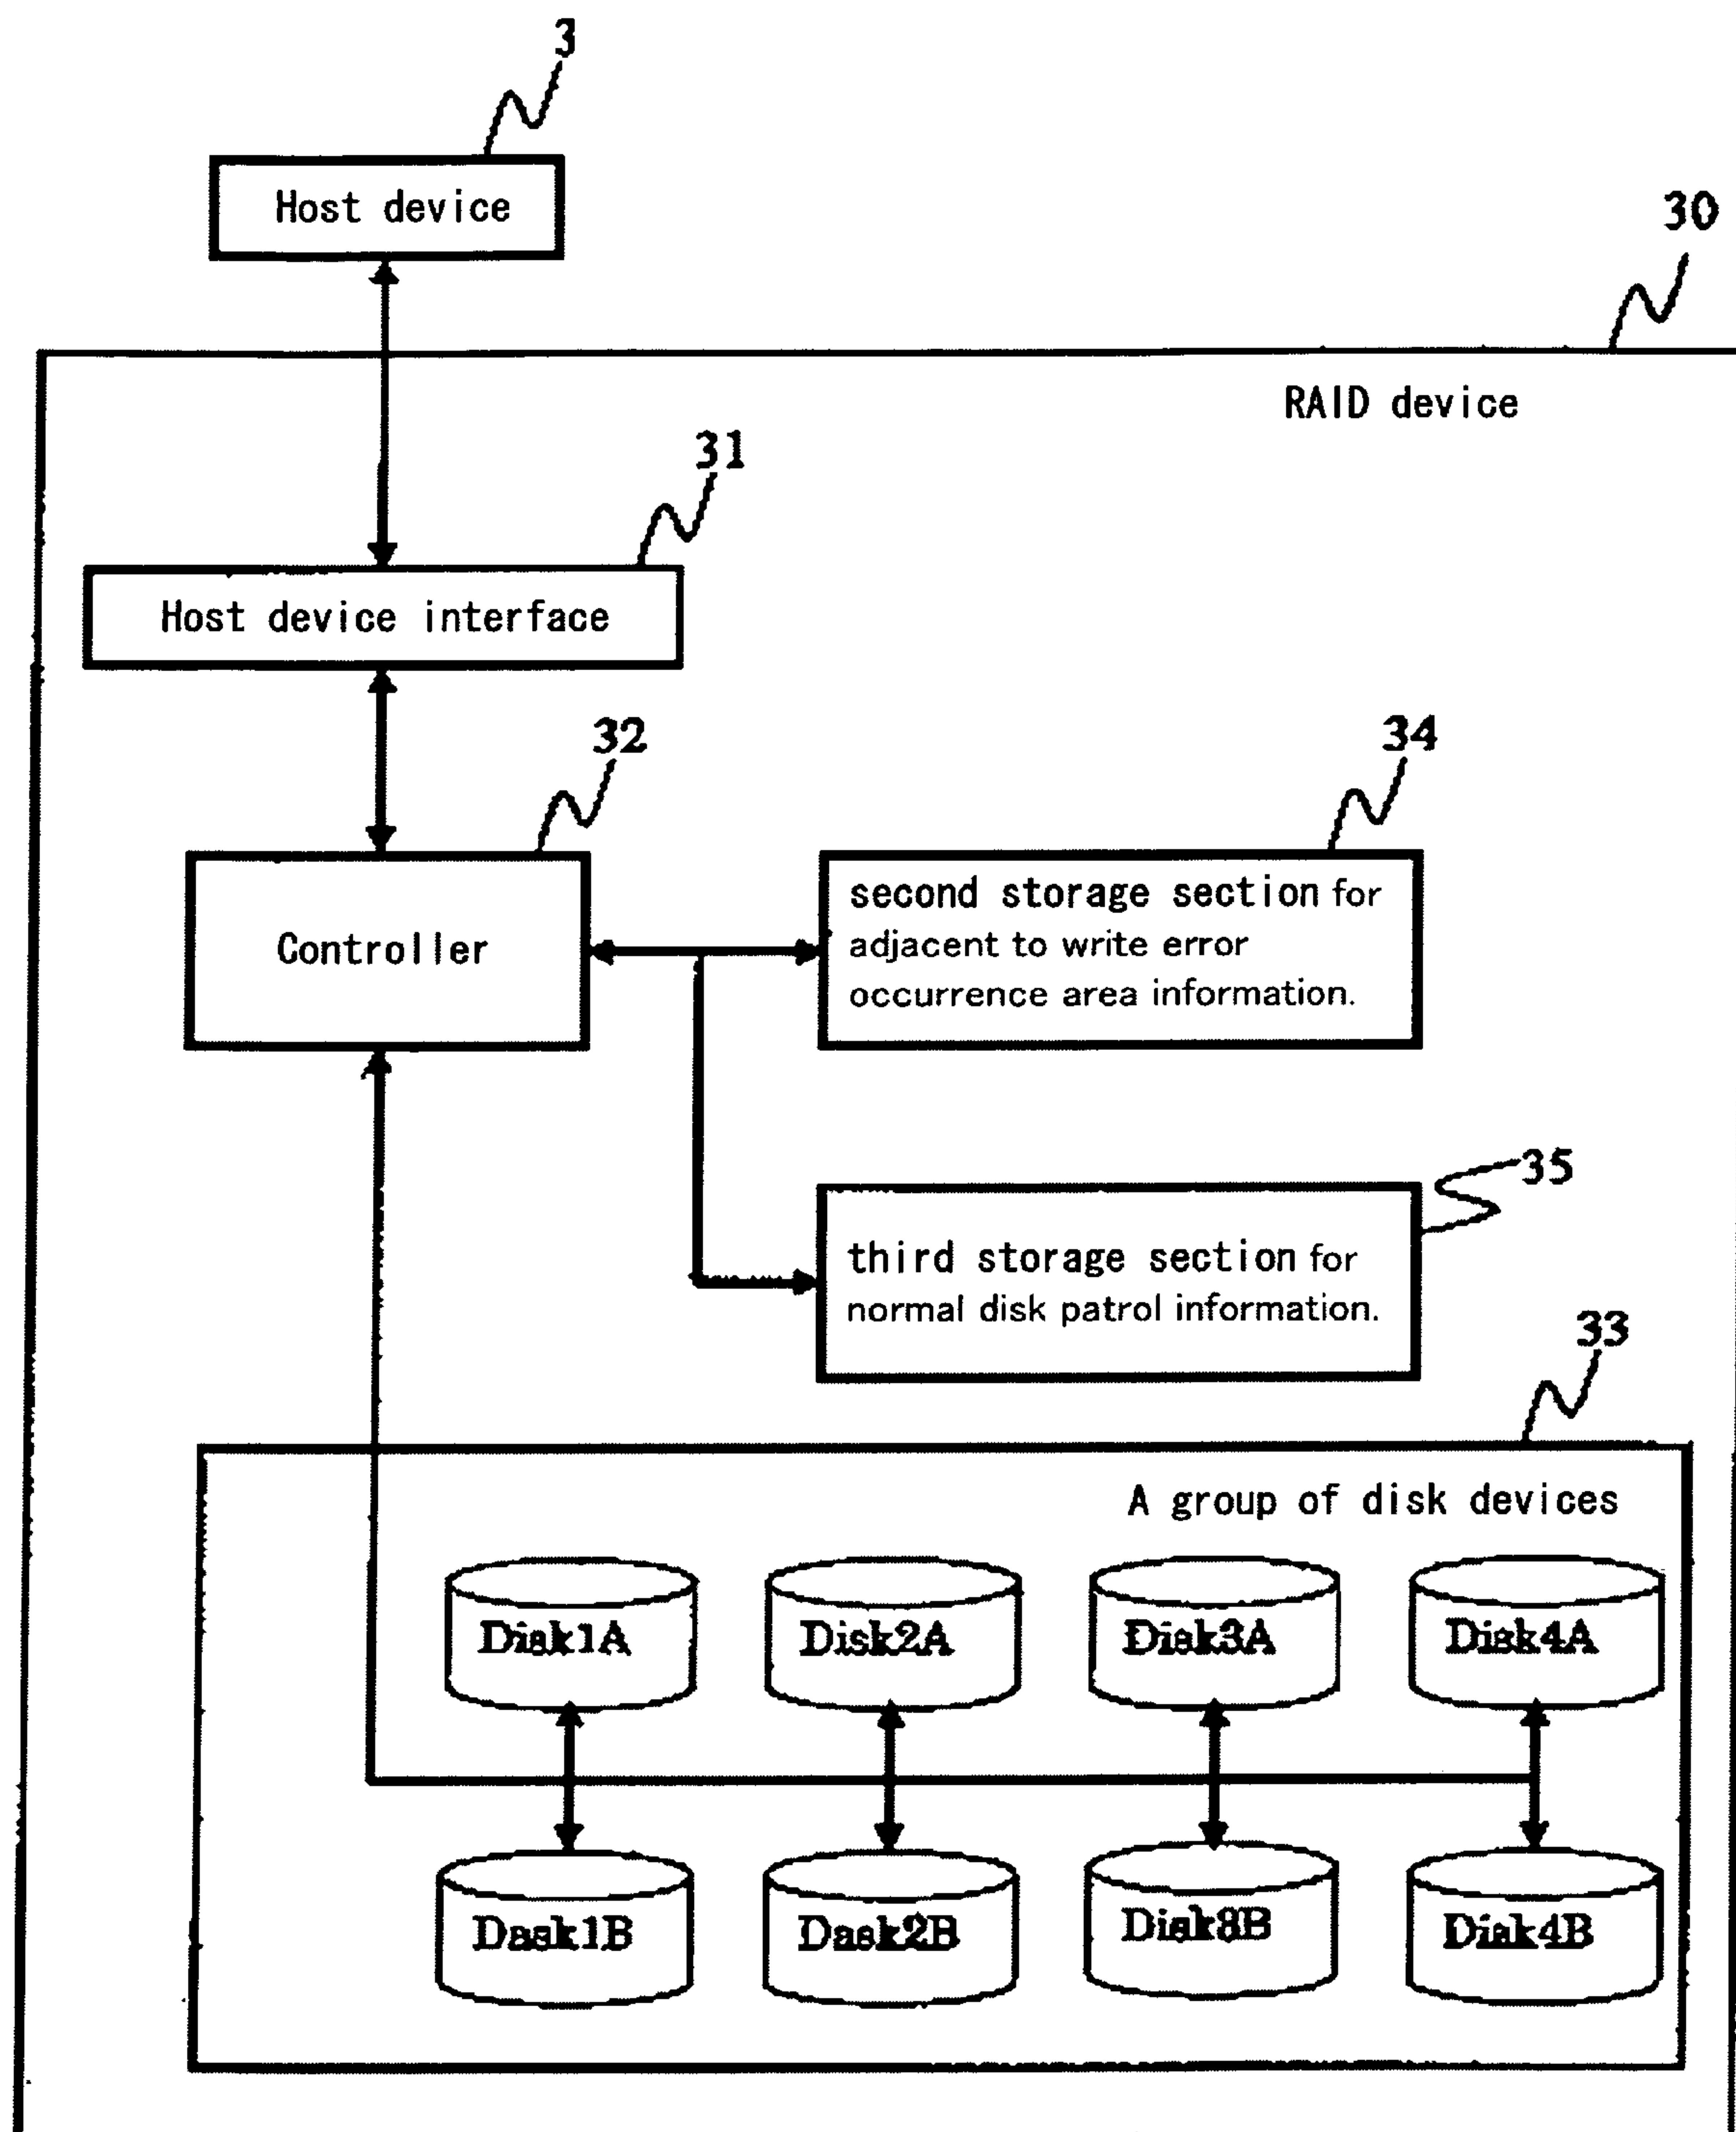 3
Host device
30
RAID device
31
Host device interface
32
34
Controller
second storage section for
adjacent to write error
occurrence area information.
35
third storage section for
normal disk patrol information.
33
A group of disk devices
Disk1A
Disk2A
Disk3A
Disk4A
Dask1B
Dask2B
Disk3B
Disk4B